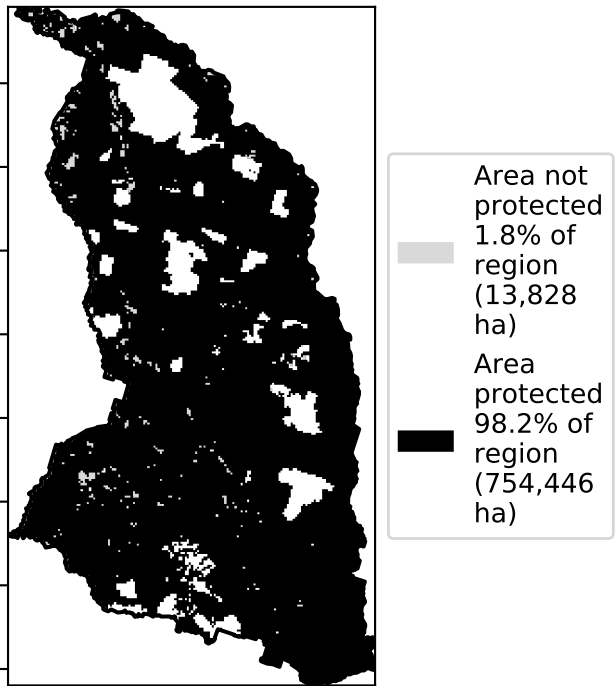 Area not
protected
1.8% of
region
(13,828
ha)
Area
protected
98.2% of
region
(754,446
ha)